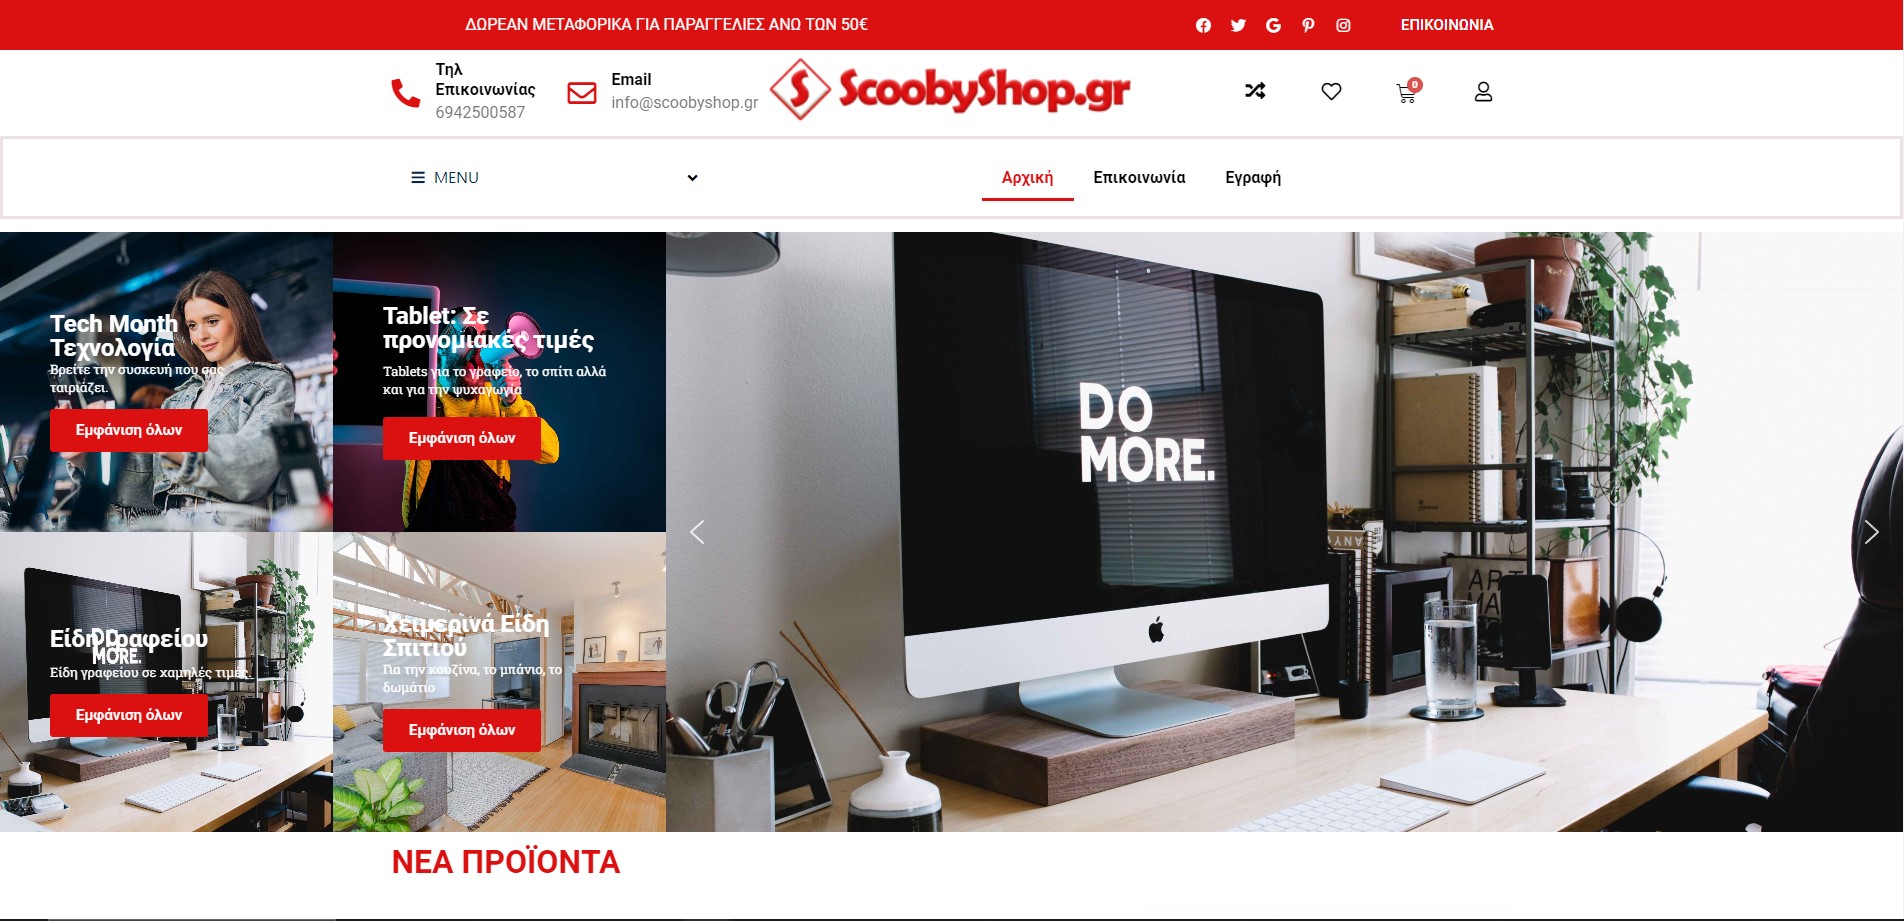 ΔΩΡΕΑΝ ΜΕΤΑΦΟΡΙΚΑ ΓΙΑ ΠΑΡΑΓΓΕΛΙΕΣ ΑΝΩ ΤΩΝ 50€
ΕΠΙΚΟΙΝΩΝΙΑ
Τηλ
Επικοινωνίας
6942500587
Email
info@scoobyshop.gr
S ScoobyShop.gr
0
MENU
Αρχική
Επικοινωνία
Εγραφή
Tech Month
Τεχνολογία
Βρείτε την συσκευή που σας
ταιριάζει.
Εμφάνιση όλων
Tablet: Σε
προνομιακές τιμές
Tablets για το γραφείο, το σπίτι αλλά
και για την ψυχαγωγία
Εμφάνιση όλων
DO
MORE.
Είδη Γραφείου
DO
MORE.
Είδη γραφείου σε χαμηλές τιμές.
Εμφάνιση όλων
Χειμερινά Είδη
Σπιτιού
Για την κουζίνα, το μπάνιο, το
δωμάτιο
Εμφάνιση όλων
ΝΕΑ ΠΡΟΪΟΝΤΑ